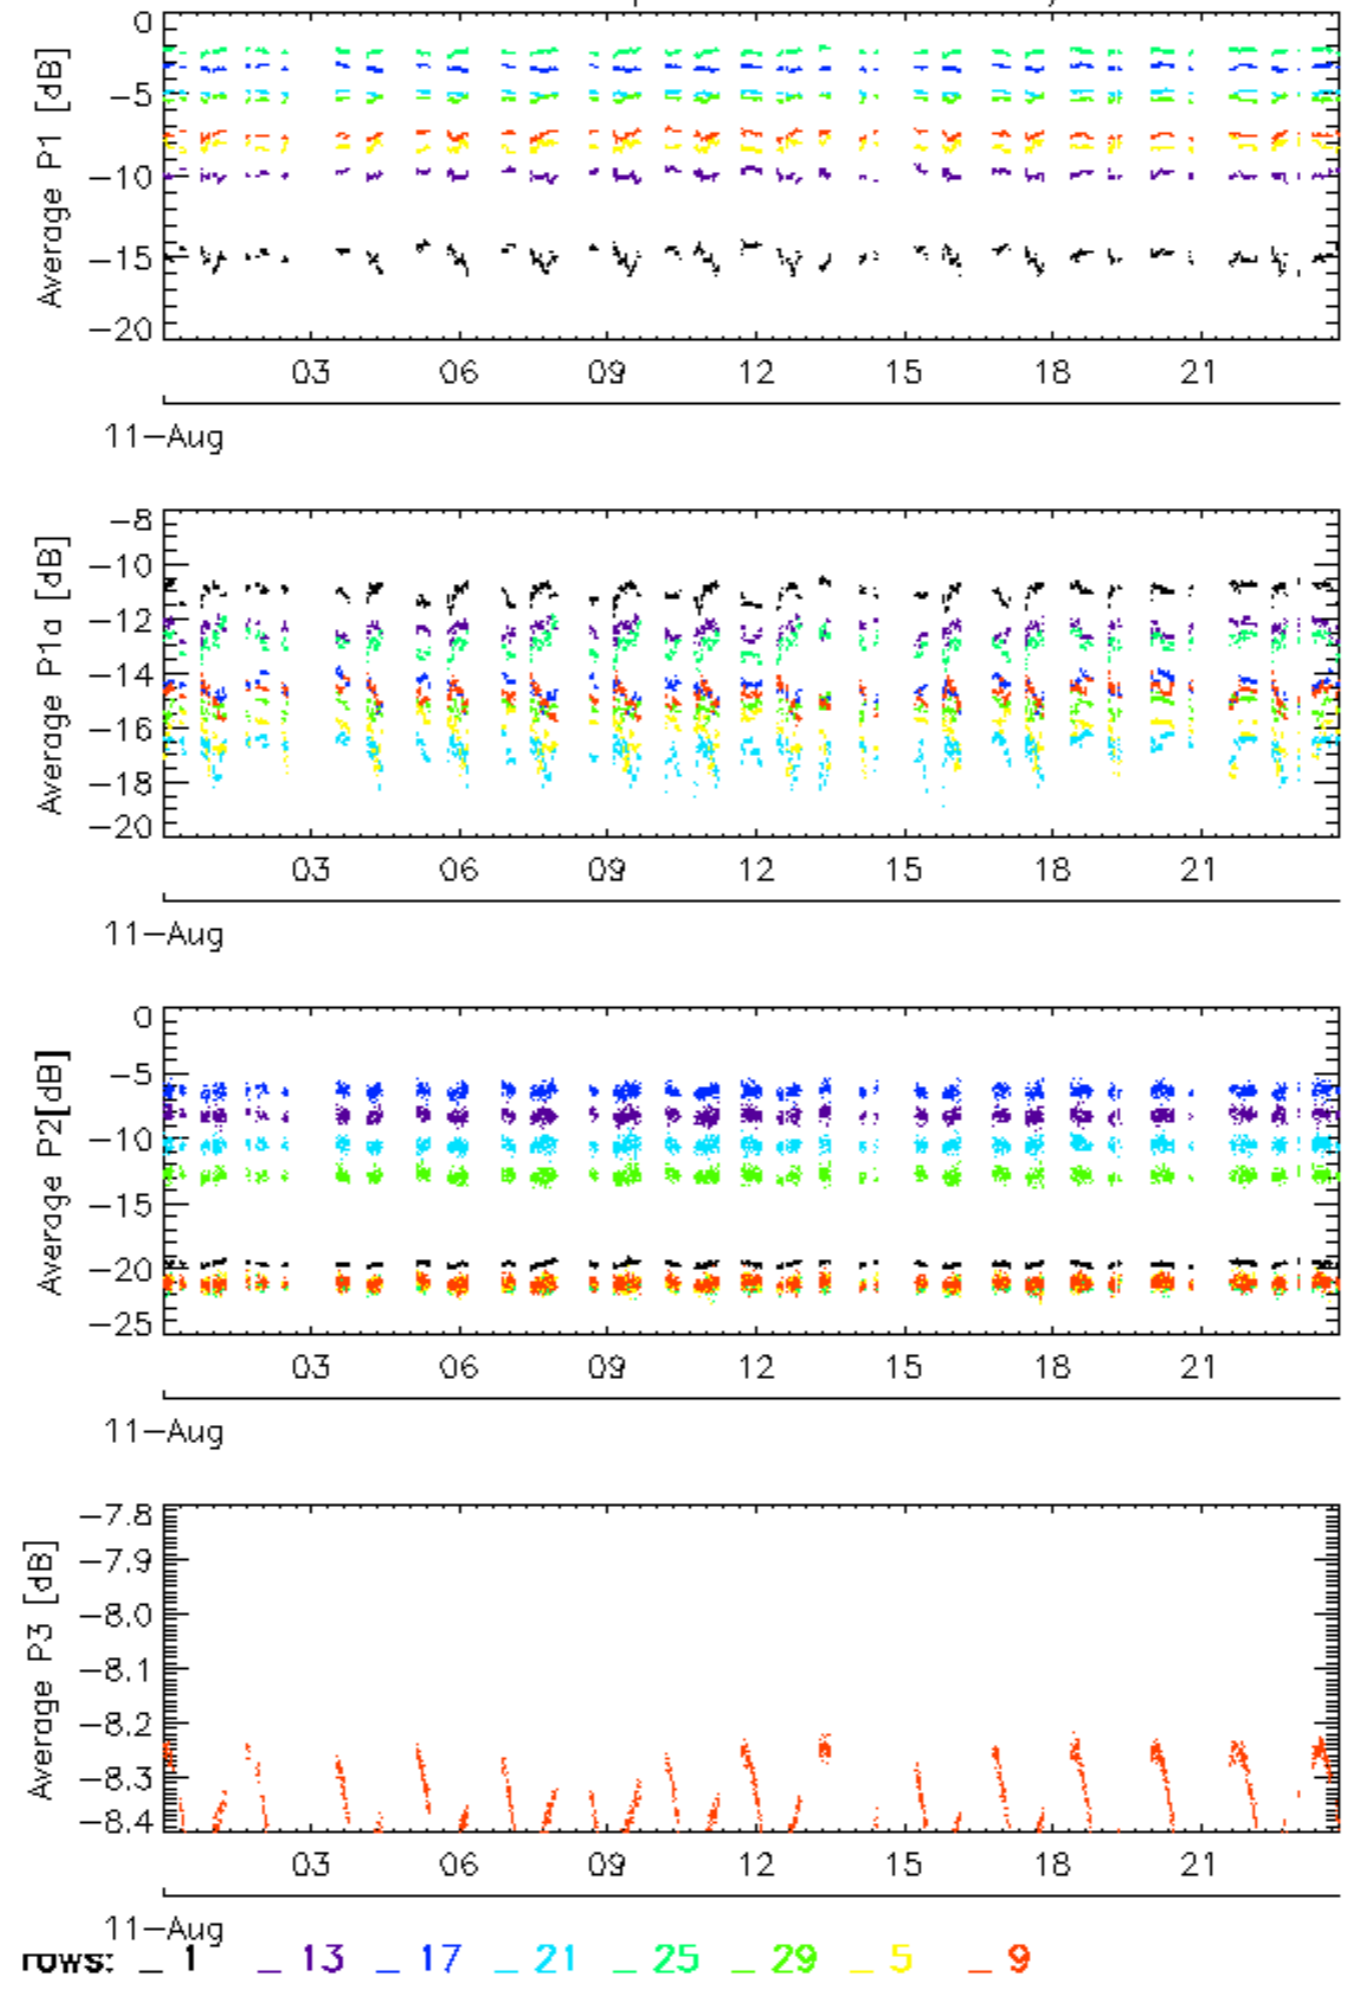 0
−5
−10
−15
−20
Average P1 [dB]
03 06 09 12 15 18 21
11−Aug
−8
−10
−12
−14
−16
−18
−20
Average P1a [dB]
03 06 09 12 15 18 21
11−Aug
0
−5
−10
−15
−20
−25
Average P2[dB]
03 06 09 12 15 18 21
11−Aug
−7.8
−7.9
−8.0
−8.1
−8.2
−8.3
−8.4
Average P3 [dB]
03 06 09 12 15 18 21
11−Aug
rows: _ 1 _ 13 _ 17 _ 21 _ 25 _ 29 _ 5 _ 9